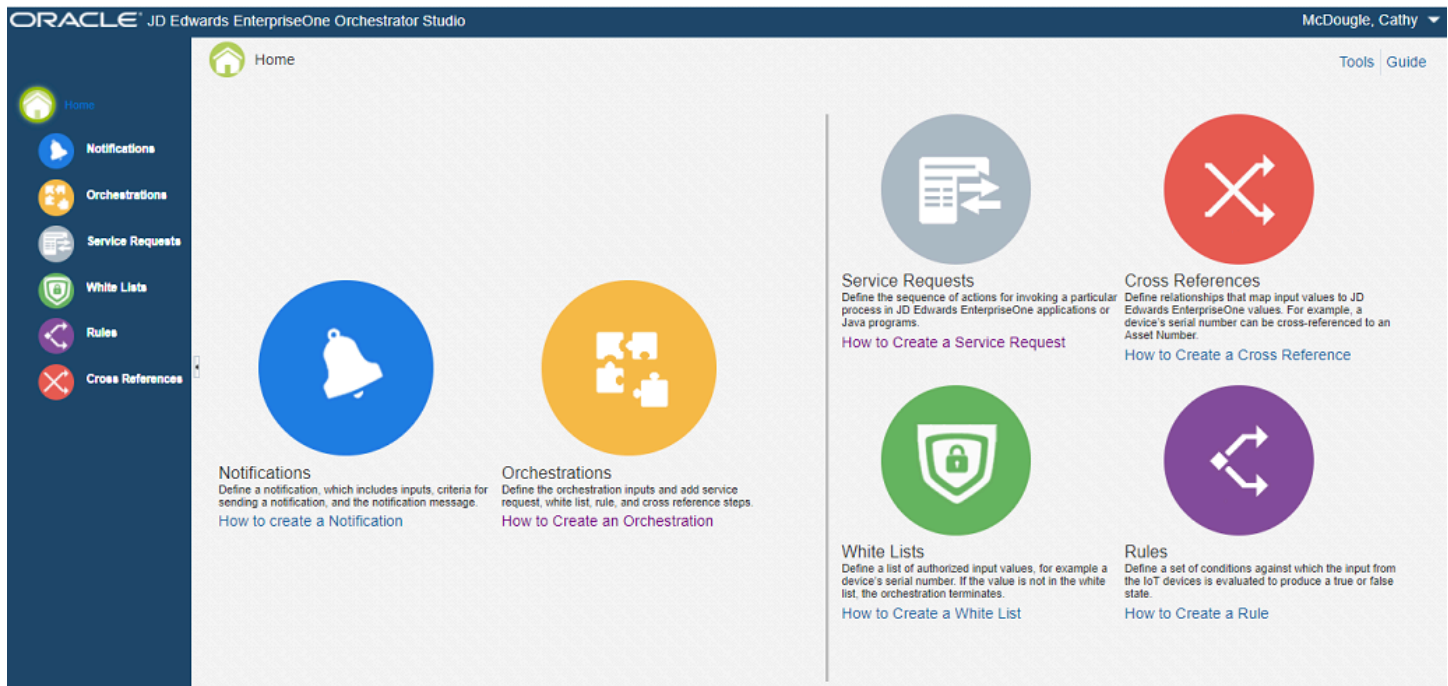 ORACLE JD Edwards EnterpriseOne Orchestrator Studio
McDougle, Cathy
Home
Tools
Guide
Home
Notifications
Orchestrations
Service Requests
White Lists
Rules
Cross References
Notifications
Define a notification, which includes inputs, criteria for
sending a notification, and the notification message.
How to create a Notification
Orchestrations
Define the orchestration inputs and add service
request, white list, rule, and cross reference steps.
How to Create an Orchestration
Service Requests
Define the sequence of actions for invoking a particular
process in JD Edwards EnterpriseOne applications or
Java programs.
How to Create a Service Request
Cross References
Define relationships that map input values to JD
Edwards EnterpriseOne values. For example, a
device's serial number can be cross-referenced to an
Asset Number.
How to Create a Cross Reference
White Lists
Define a list of authorized input values, for example a
device's serial number. If the value is not in the white
list, the orchestration terminates.
How to Create a White List
Rules
Define a set of conditions against which the input from
the IoT devices is evaluated to produce a true or false
state.
How to Create a Rule